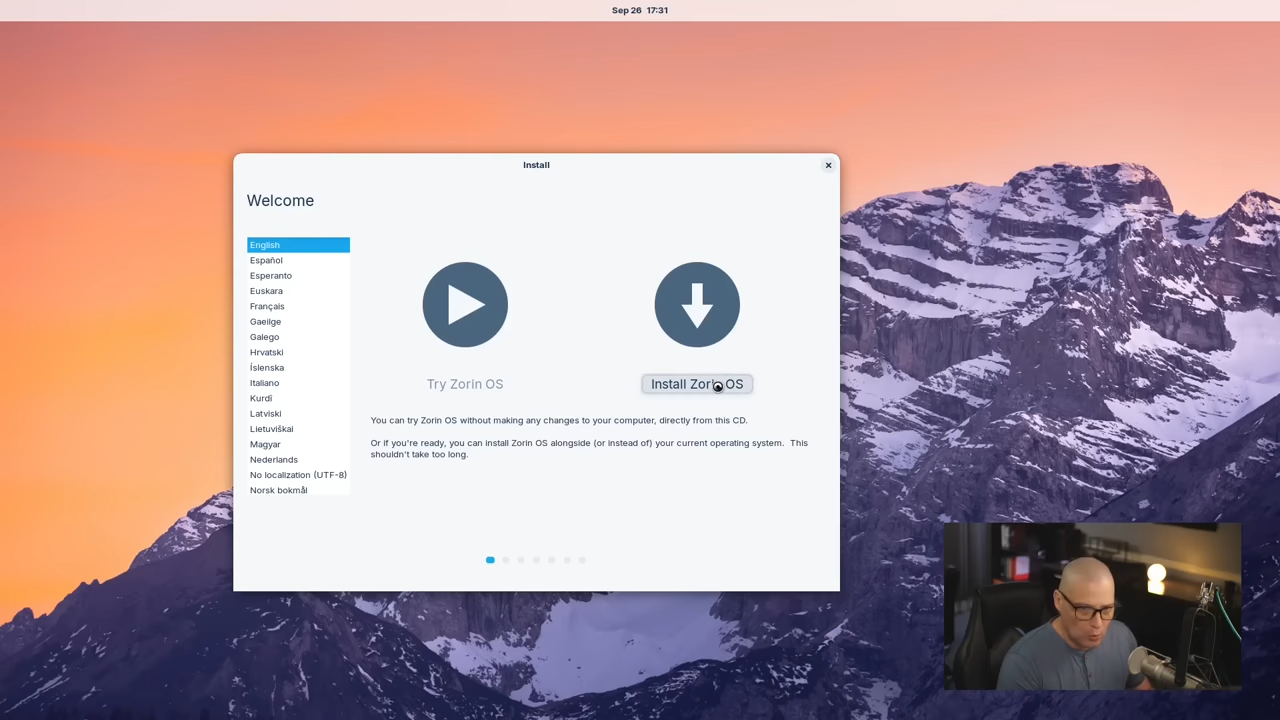 Sep 26 17:31
Install
Welcome
English
Español
Esperanto
Euskara
Français
Gaeilge
Galego
Hrvatski
Íslenska
Italiano
Kurdî
Latviski
Lietuviškai
Magyar
Nederlands
No localization (UTF-8)
Norsk bokmål
Try Zorin OS
Install Zorin OS
You can try Zorin OS without making any changes to your computer, directly from this CD.
Or if you're ready, you can install Zorin OS alongside (or instead of) your current operating system. This
shouldn't take too long.